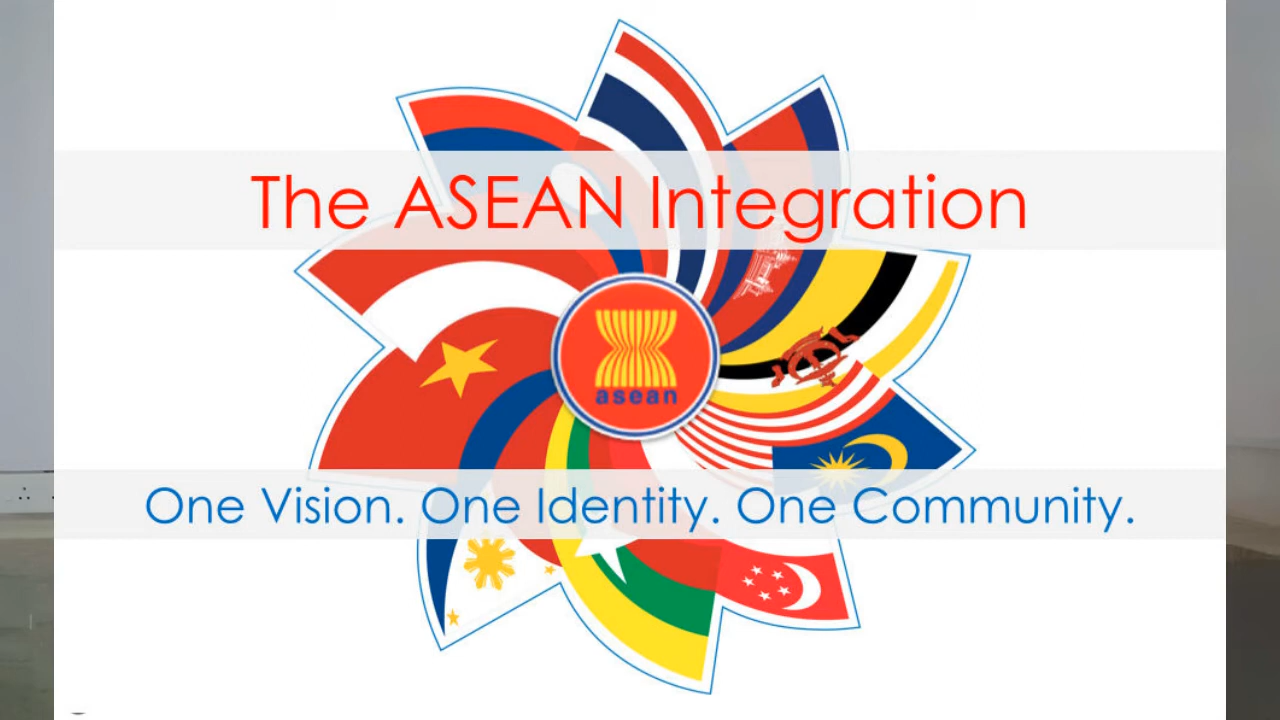 The ASEAN Integration
asean
One Vision. One Identity. One Community.